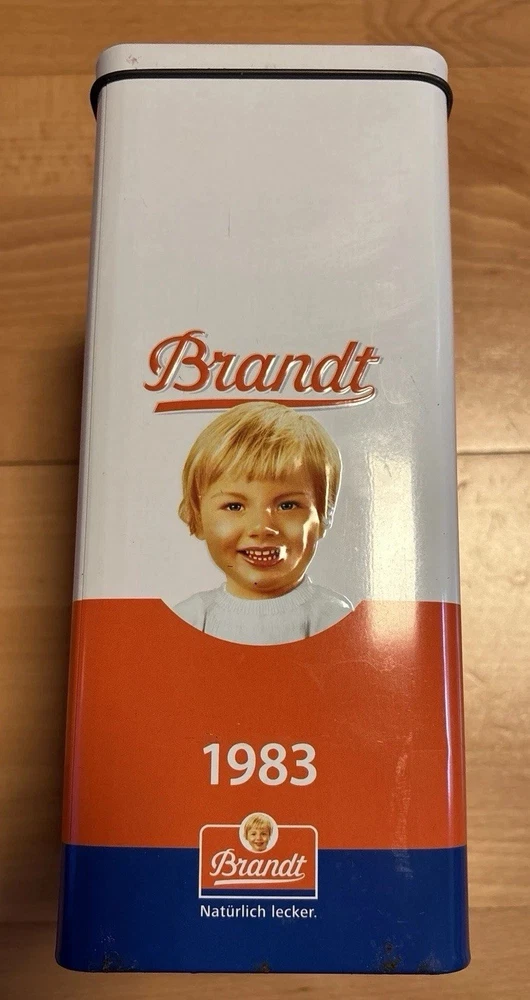 Brandt
1983
Brandt
Natürlich lecker.